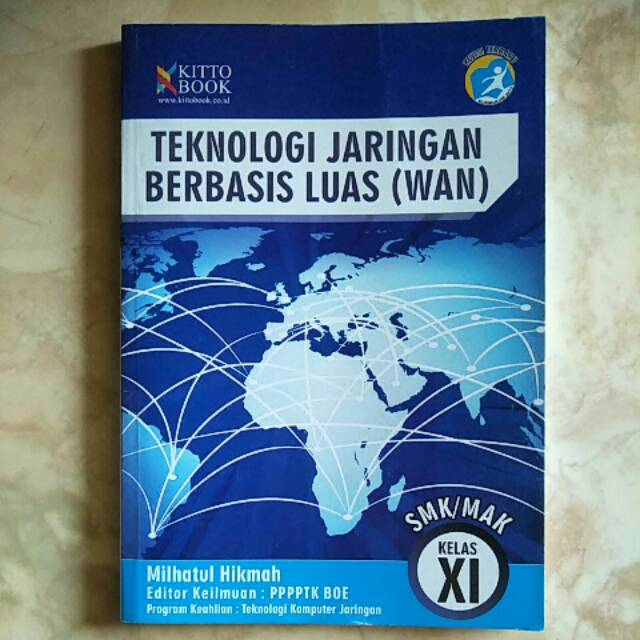 KITTO
BOOK
www.kittobook.co.id
TEKNOLOGI JARINGAN
BERBASIS LUAS (WAN)
SMK/MAK
KELAS
XI
Milhatul Hikmah
Editor Keilmuan : PPPPTK BOE
Program Keahlian : Teknologi Komputer Jaringan